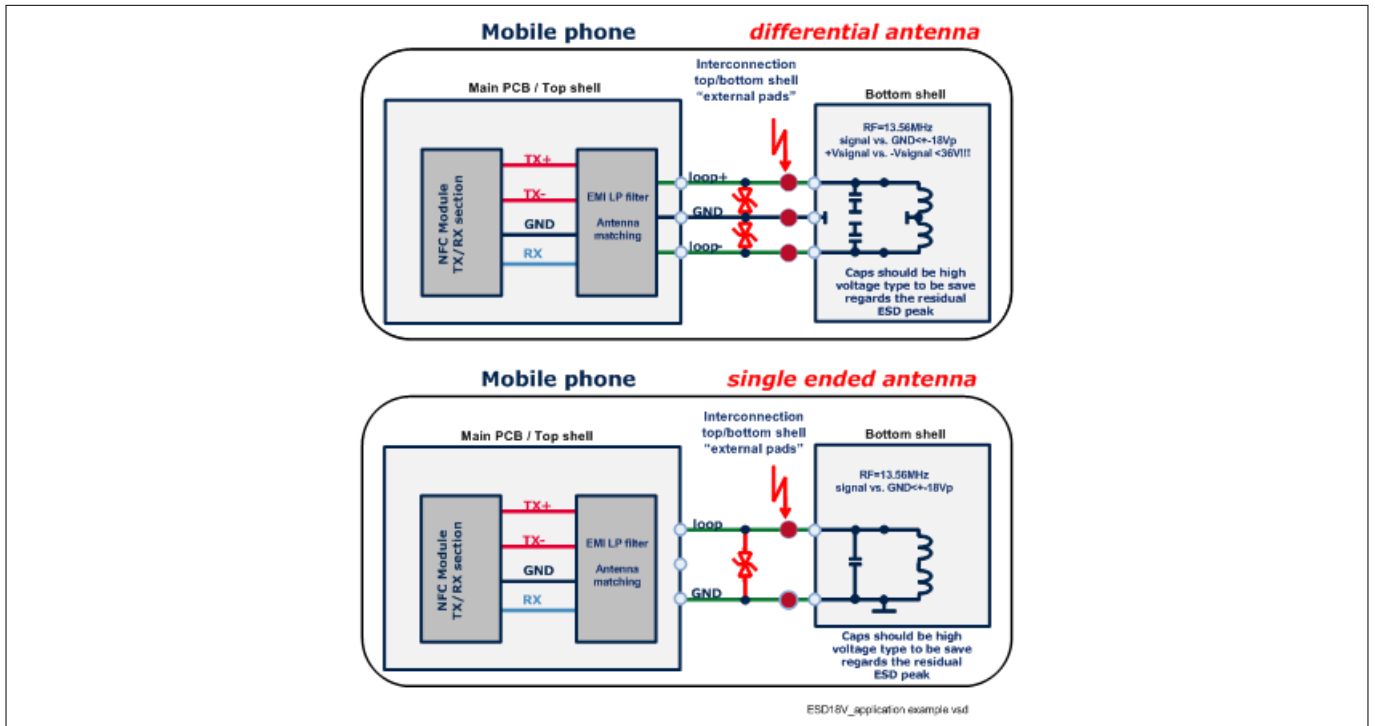 Mobile phone
differential antenna
Interconnection
top/bottom shell
"external pads"
Main PCB / Top shell
Bottom shell
RF=13.56MHz
signal vs. GND<+-18Vp
+Vsignal vs. -Vsignal <36V!!!
NFC Module
TX/RX section
TX+
TX-
GND
RX
EMI LP filter
Antenna
matching
loop+
GND
loop-
Caps should be high
voltage type to be save
regards the residual
ESD peak
Mobile phone
single ended antenna
Interconnection
top/bottom shell
"external pads"
Main PCB / Top shell
Bottom shell
RF=13.56MHz
signal vs. GND<+-18Vp
NFC Module
TX/RX section
TX+
TX-
GND
RX
EMI LP filter
Antenna
matching
loop
GND
Caps should be high
voltage type to be save
regards the residual
ESD peak
ESD18V_application example vsd